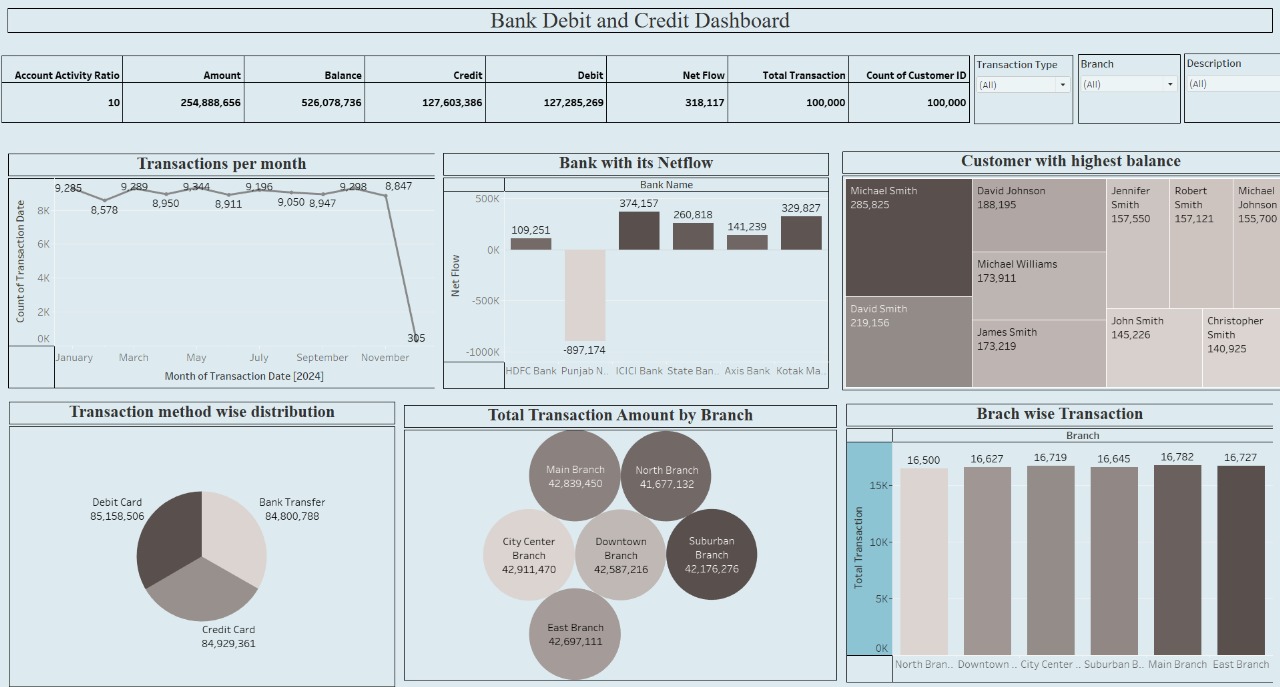 Bank Debit and Credit Dashboard
Account Activity Ratio Amount Balance Credit Debit Net Flow Total Transaction Count of Customer ID
10 254,888,656 526,078,736 127,603,386 127,285,269 318,117 100,000 100,000
Transaction Type
(All)
Branch
(All)
Description
(All)
Transactions per month
9,285 8,578 9,289 8,950 9,344 8,911 9,196 9,050 8,947 9,298 8,847 305
8K
6K
4K
2K
0K
Count of Transaction Date
January March May July September November
Month of Transaction Date [2024]
Bank with its Netflow
Bank Name
500K
0K
-500K
-1000K
Net Flow
109,251 -897,174 374,157 260,818 141,239 329,827
HDFC Bank Punjab N.. ICICI Bank State Ban.. Axis Bank Kotak Ma..
Customer with highest balance
Michael Smith
285,825
David Smith
219,156
David Johnson
188,195
Michael Williams
173,911
James Smith
173,219
Jennifer
Smith
157,550
Robert
Smith
157,121
Michael
Johnson
155,700
John Smith
145,226
Christopher
Smith
140,925
Transaction method wise distribution
Debit Card
85,158,506
Bank Transfer
84,800,788
Credit Card
84,929,361
Total Transaction Amount by Branch
Main Branch
42,839,450
North Branch
41,677,132
City Center
Branch
42,911,470
Downtown
Branch
42,587,216
Suburban
Branch
42,176,276
East Branch
42,697,111
Brach wise Transaction
Branch
16,500 16,627 16,719 16,645 16,782 16,727
15K
10K
5K
0K
Total Transaction
North Bran.. Downtown .. City Center .. Suburban B.. Main Branch East Branch